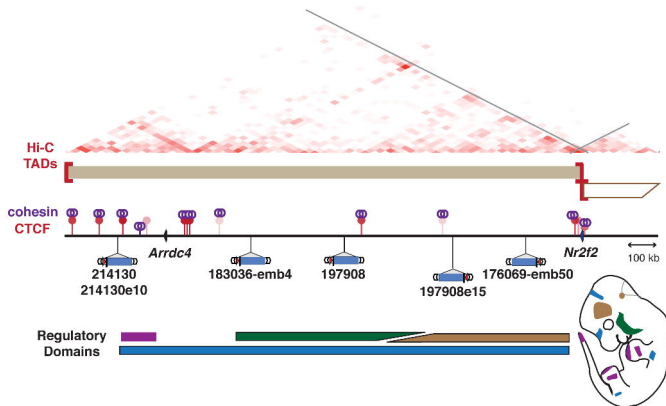 Hi-C
TADs
cohesin
CTCF
Arrdc4
Nr2f2
100 kb
214130
214130e10
183036-emb4
197908
197908e15
176069-emb50
Regulatory
Domains